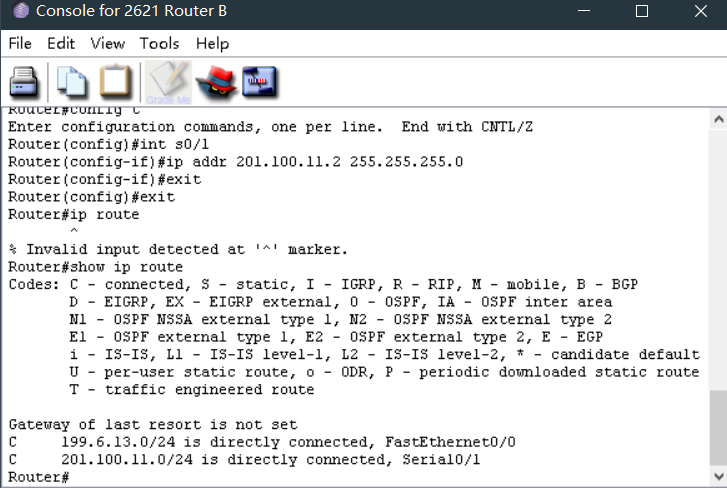 Console for 2621 Router B
File Edit View Tools Help
Grade Me
Router#config t
Enter configuration commands, one per line.  End with CNTL/Z
Router(config)#int s0/1
Router(config-if)#ip addr 201.100.11.2 255.255.255.0
Router(config-if)#exit
Router(config)#exit
Router#ip route
       ^
% Invalid input detected at '^' marker.
Router#show ip route
Codes: C - connected, S - static, I - IGRP, R - RIP, M - mobile, B - BGP
       D - EIGRP, EX - EIGRP external, O - OSPF, IA - OSPF inter area
       N1 - OSPF NSSA external type 1, N2 - OSPF NSSA external type 2
       E1 - OSPF external type 1, E2 - OSPF external type 2, E - EGP
       i - IS-IS, L1 - IS-IS level-1, L2 - IS-IS level-2, * - candidate default
       U - per-user static route, o - ODR, P - periodic downloaded static route
       T - traffic engineered route
Gateway of last resort is not set
C     199.6.13.0/24 is directly connected, FastEthernet0/0
C     201.100.11.0/24 is directly connected, Serial0/1
Router#